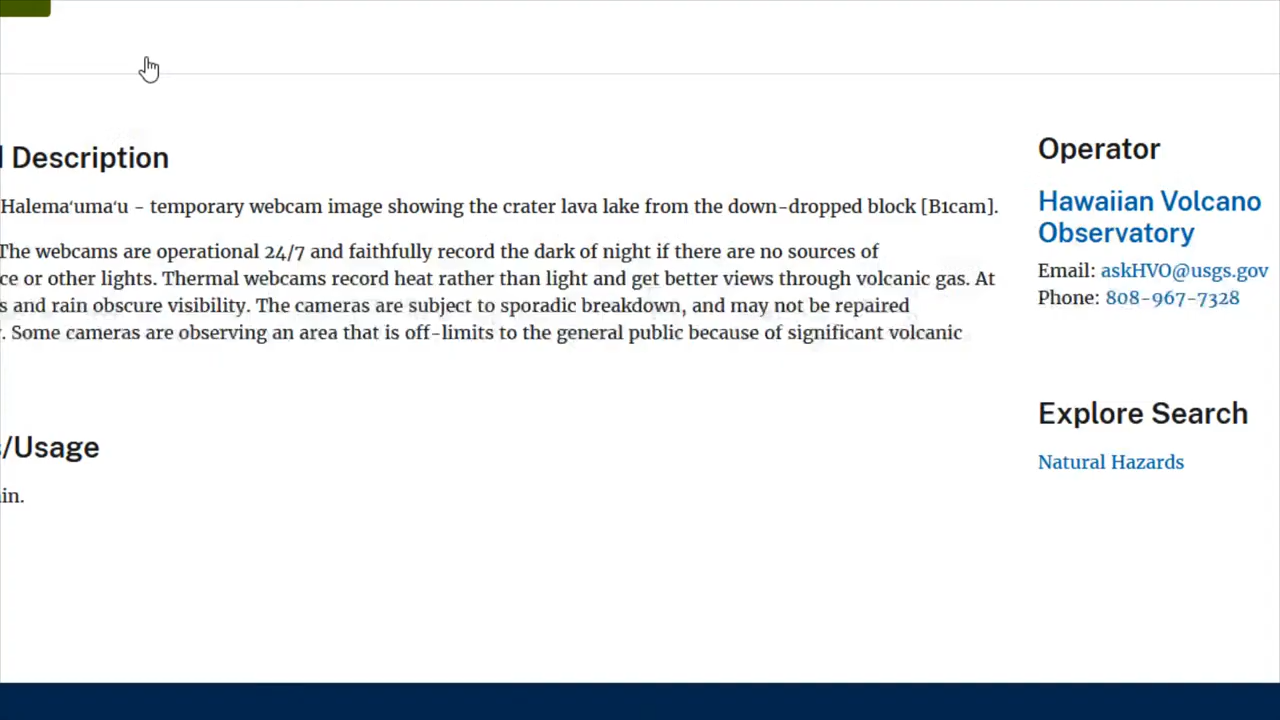 Description
Halemaʻumaʻu - temporary webcam image showing the crater lava lake from the down-dropped block [B1cam].
The webcams are operational 24/7 and faithfully record the dark of night if there are no sources of
ce or other lights. Thermal webcams record heat rather than light and get better views through volcanic gas. At
s and rain obscure visibility. The cameras are subject to sporadic breakdown, and may not be repaired
. Some cameras are observing an area that is off-limits to the general public because of significant volcanic
/Usage
in.
Operator
Hawaiian Volcano
Observatory
Email: askHVO@usgs.gov
Phone: 808-967-7328
Explore Search
Natural Hazards